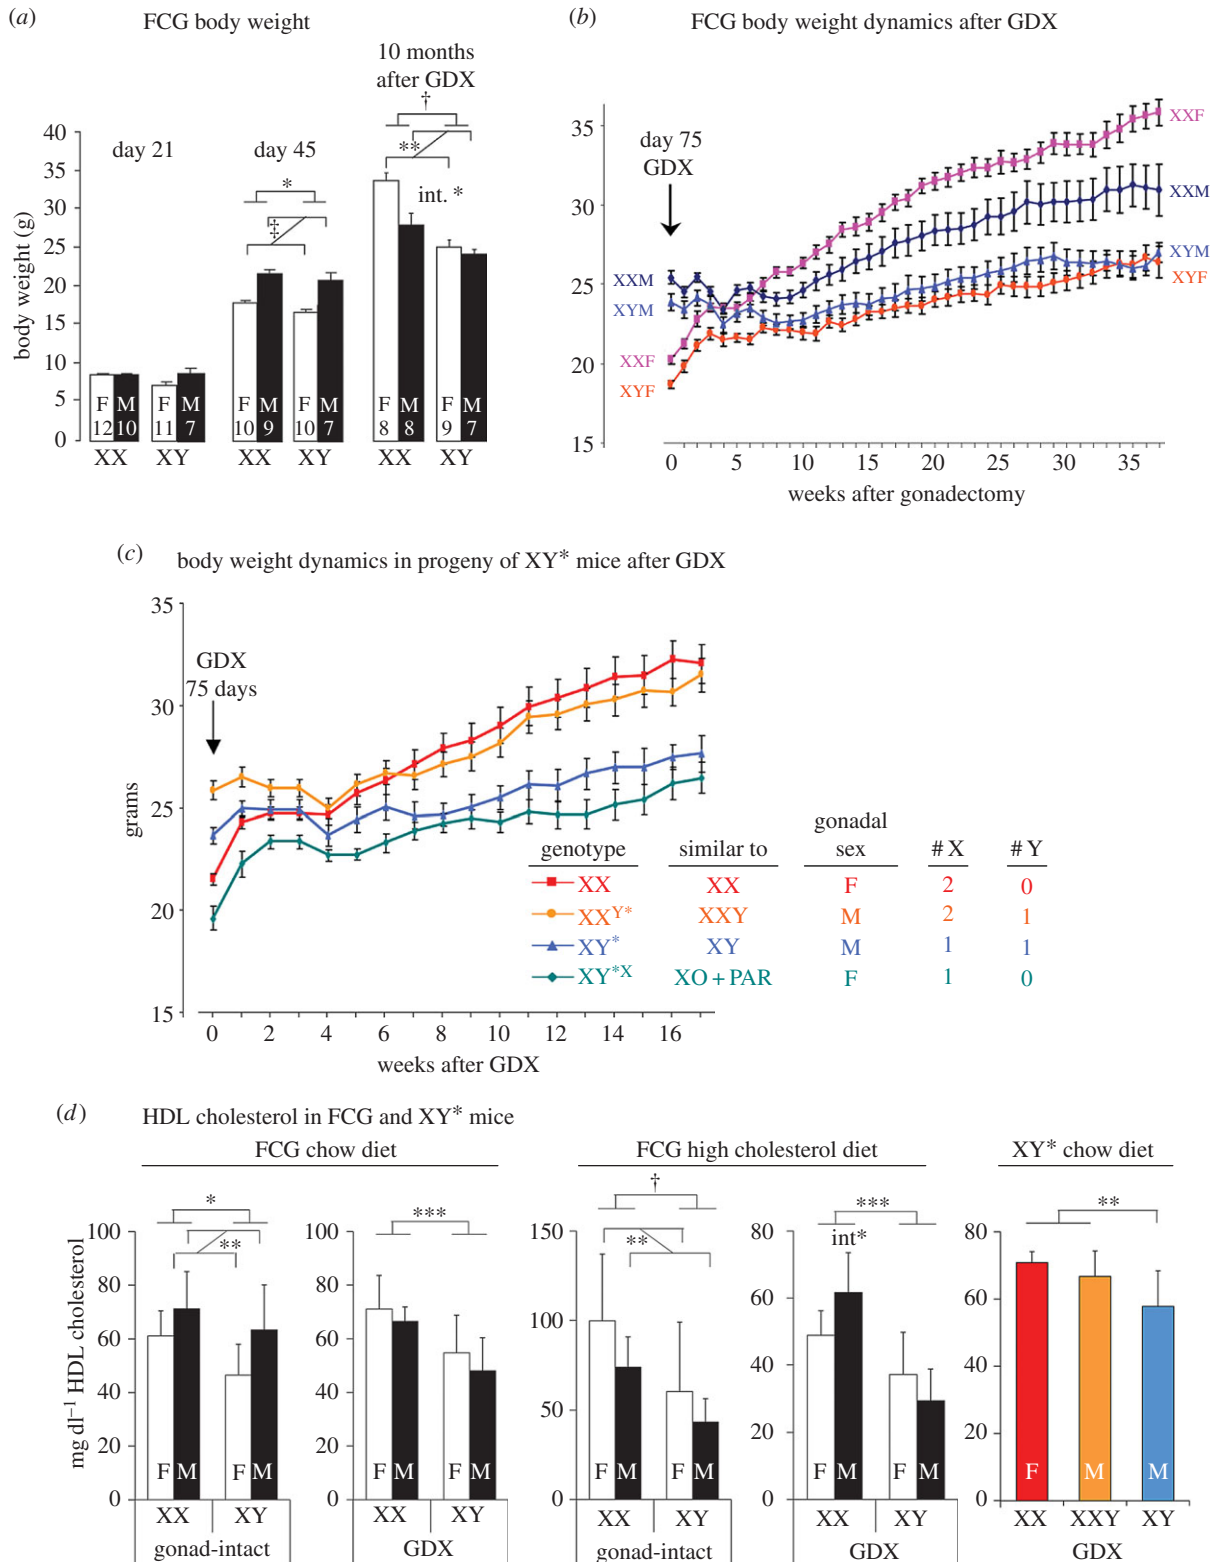 (a) FCG body weight
10 months
after GDX
†
40
day 21 day 45
35
*
**
30
int. *
‡
25
body weight (g)
20
15
10
5
0
F M F M F M F M F M F M
12 10 11 7 10 9 10 7 8 8 9 7
XX XY XX XY XX XY
(b) FCG body weight dynamics after GDX
35
30
25
20
15
day 75
GDX
XXM
XYM
XXF
XYF
XXF
XXM
XYM
XYF
0 5 10 15 20 25 30 35
weeks after gonadectomy
(c) body weight dynamics in progeny of XY* mice after GDX
35
30
25
20
15
grams
GDX
75 days
genotype similar to gonadal sex # X # Y
XX XX F 2 0
XX^Y* XXY M 2 1
XY* XY M 1 1
XY*^X XO + PAR F 1 0
0 2 4 6 8 10 12 14 16
weeks after GDX
(d) HDL cholesterol in FCG and XY* mice
FCG chow diet FCG high cholesterol diet XY* chow diet
mg dl⁻¹ HDL cholesterol
100
80
60
40
20
0
*
**
F M F M
XX XY
gonad-intact
100
80
60
40
20
0
***
F M F M
XX XY
GDX
150
100
50
0
†
**
F M F M
XX XY
gonad-intact
80
60
40
20
0
***
int*
F M F M
XX XY
GDX
80
60
40
20
0
**
F M M
XX XXY XY
GDX